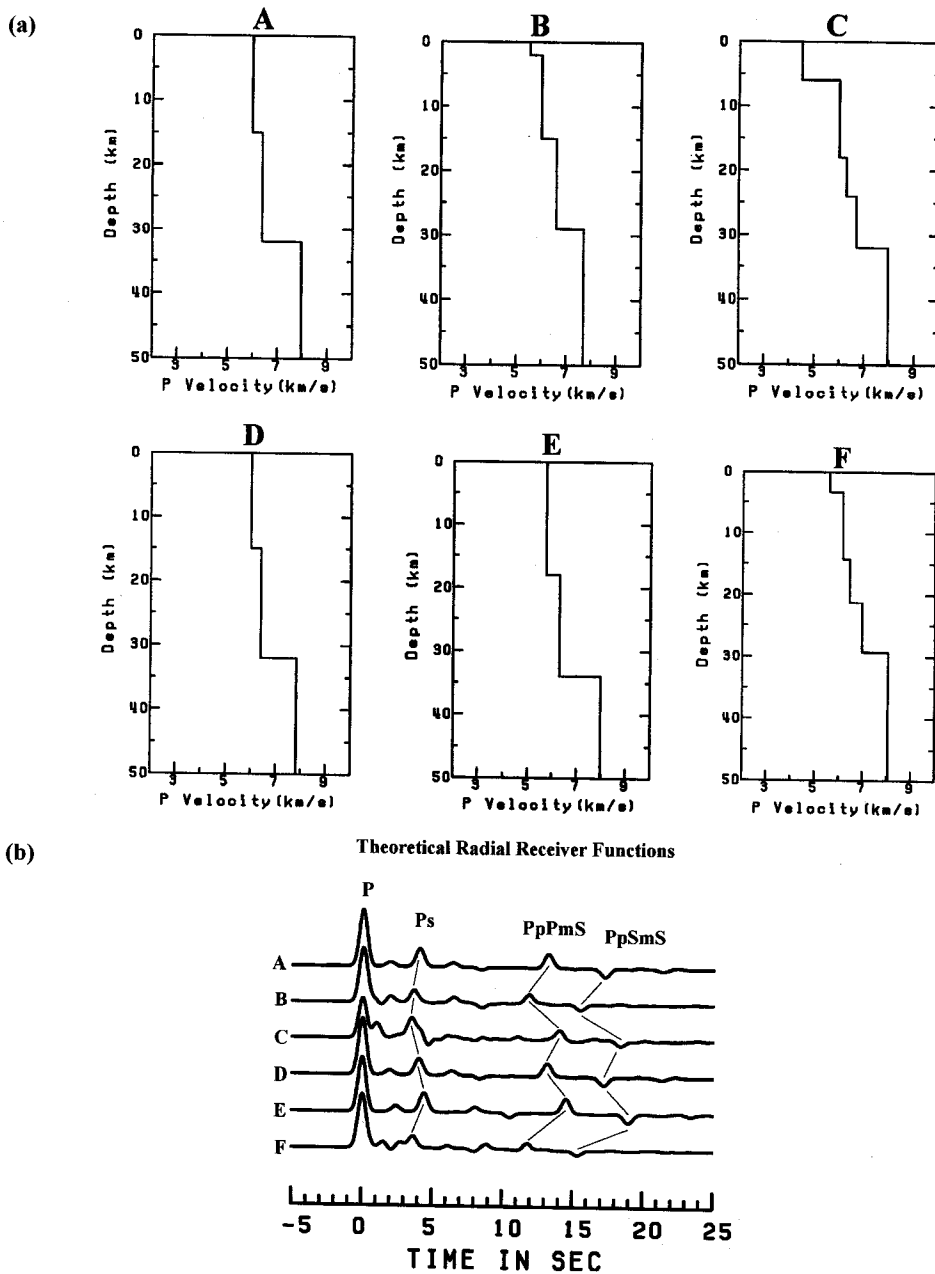 (a)
A
B
C
0
10
20
30
40
50
Depth (km)
3 5 7 9
P Velocity(km/s)
0
10
20
30
40
50
Depth (km)
3 5 7 9
P Velocity(km/s)
0
10
20
30
40
50
Depth (km)
3 5 7 9
P Velocity(km/s)
D
E
F
0
10
20
30
40
50
Depth (km)
3 5 7 9
P Velocity(km/s)
0
10
20
30
40
50
Depth (km)
3 5 7 9
P Velocity(km/s)
0
10
20
30
40
50
Depth (km)
3 5 7 9
P Velocity(km/s)
(b)
Theoretical Radial Receiver Functions
P
Ps
PpPmS
PpSmS
A
B
C
D
E
F
-5 0 5 10 15 20 25
TIME IN SEC